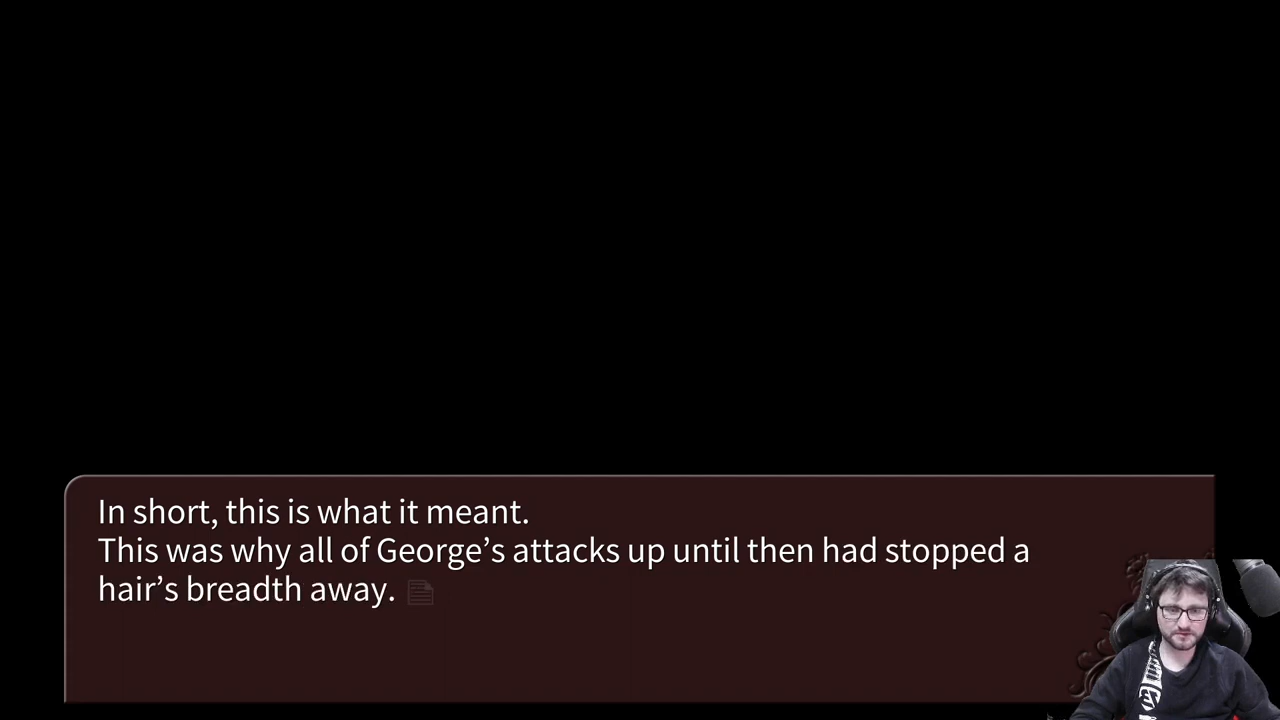 In short, this is what it meant.
This was why all of George’s attacks up until then had stopped a
hair’s breadth away.